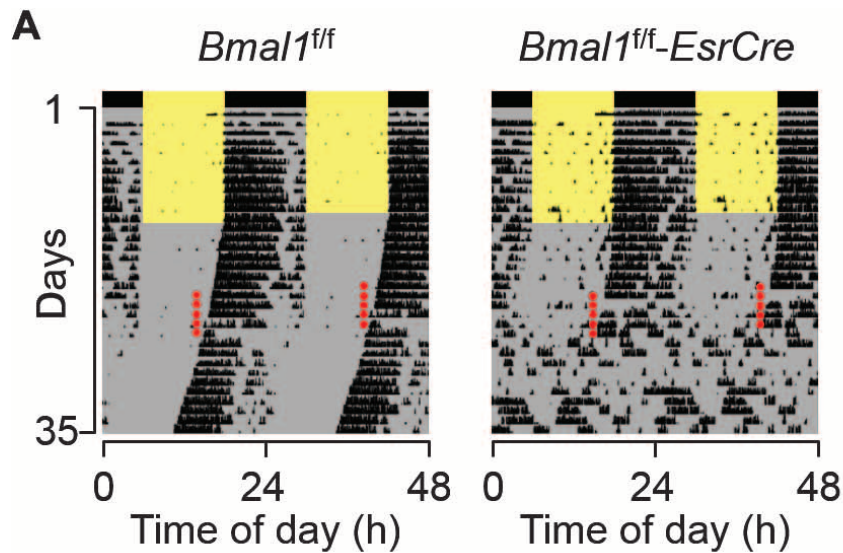 A
Bmal1f/f
Bmal1f/f-EsrCre
Days
1
35
0
24
48
0
24
48
Time of day (h)
Time of day (h)